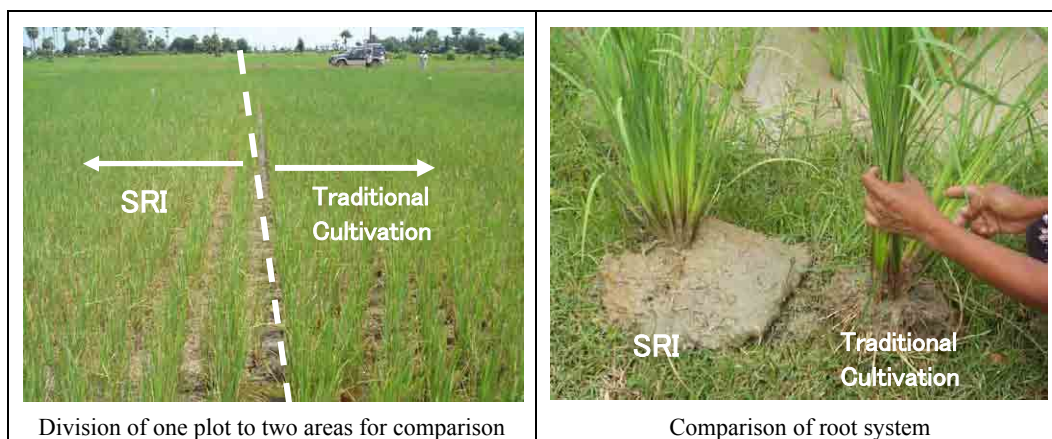 SRI
Traditional
Cultivation
Division of one plot to two areas for comparison
SRI
Traditional
Cultivation
Comparison of root system